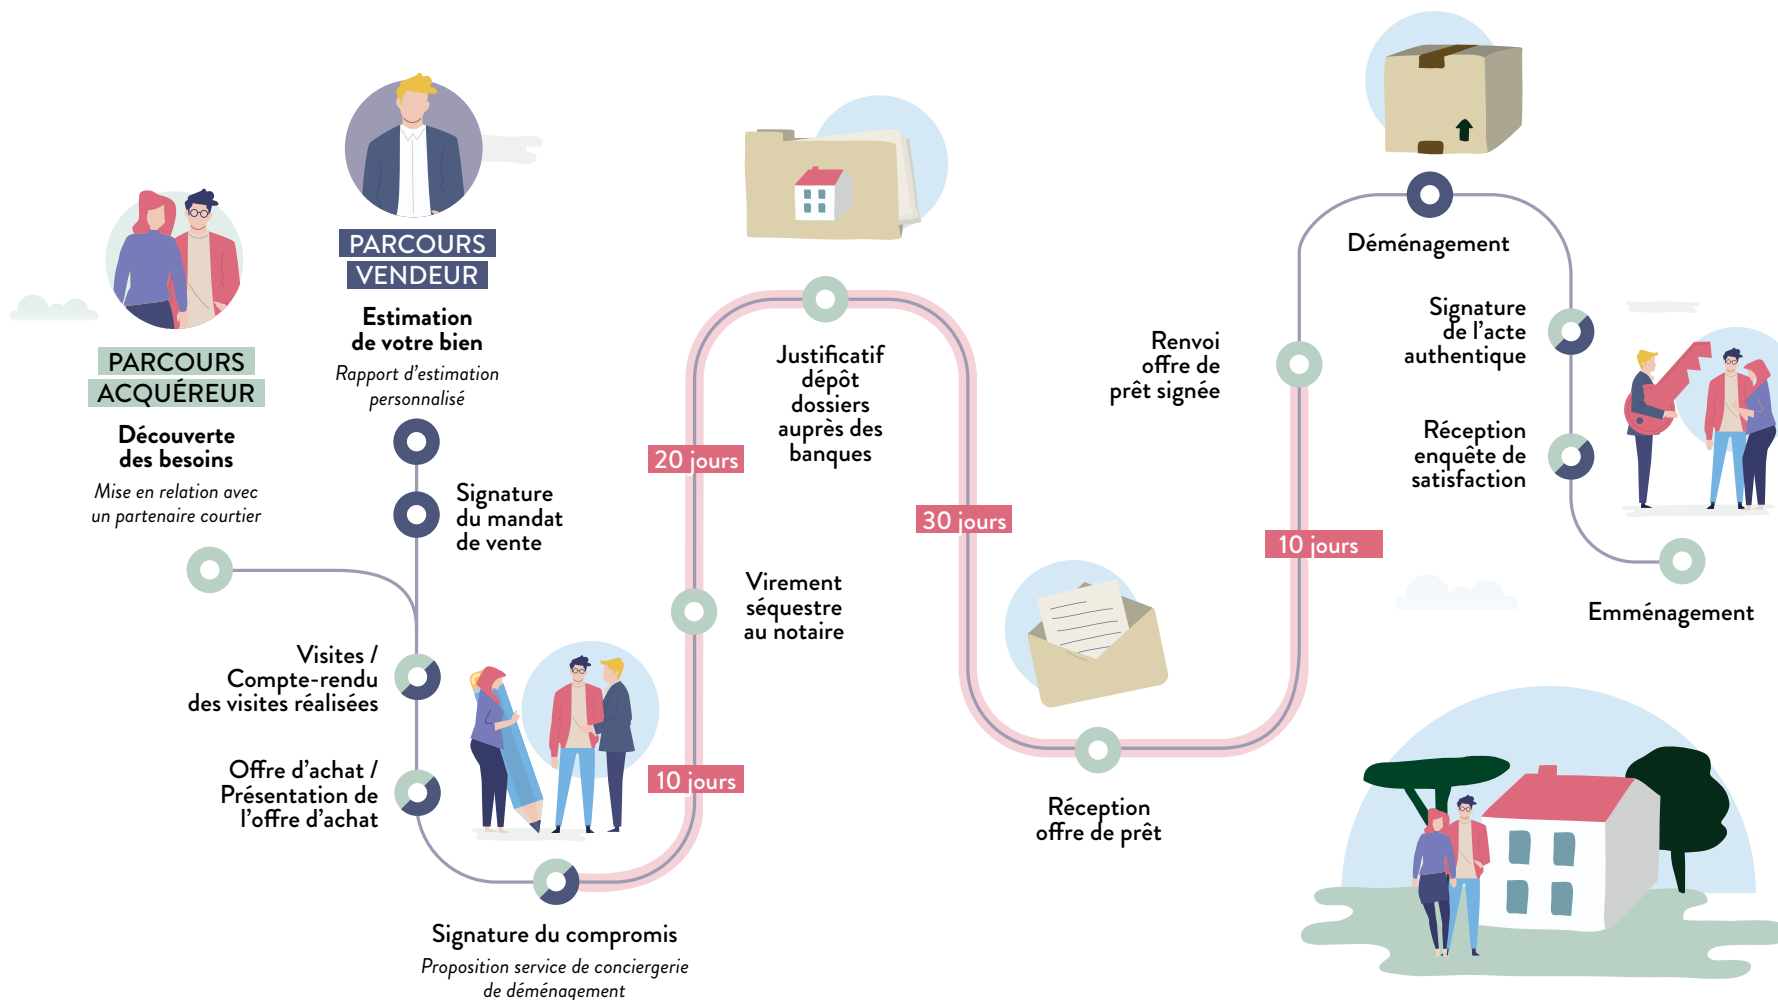 PARCOURS
ACQUÉREUR
Découverte
des besoins
Mise en relation avec
un partenaire courtier
PARCOURS
VENDEUR
Estimation
de votre bien
Rapport d'estimation
personnalisé
Signature
du mandat
de vente
Visites /
Compte-rendu
des visites réalisées
Offre d'achat /
Présentation de
l'offre d'achat
Signature du compromis
Proposition service de conciergerie
de déménagement
10 jours
Virement
séquestre
au notaire
20 jours
Justificatif
dépôt
dossiers
auprès des
banques
30 jours
Réception
offre de prêt
10 jours
Renvoi
offre de
prêt signée
Déménagement
Signature
de l'acte
authentique
Réception
enquête de
satisfaction
Emménagement